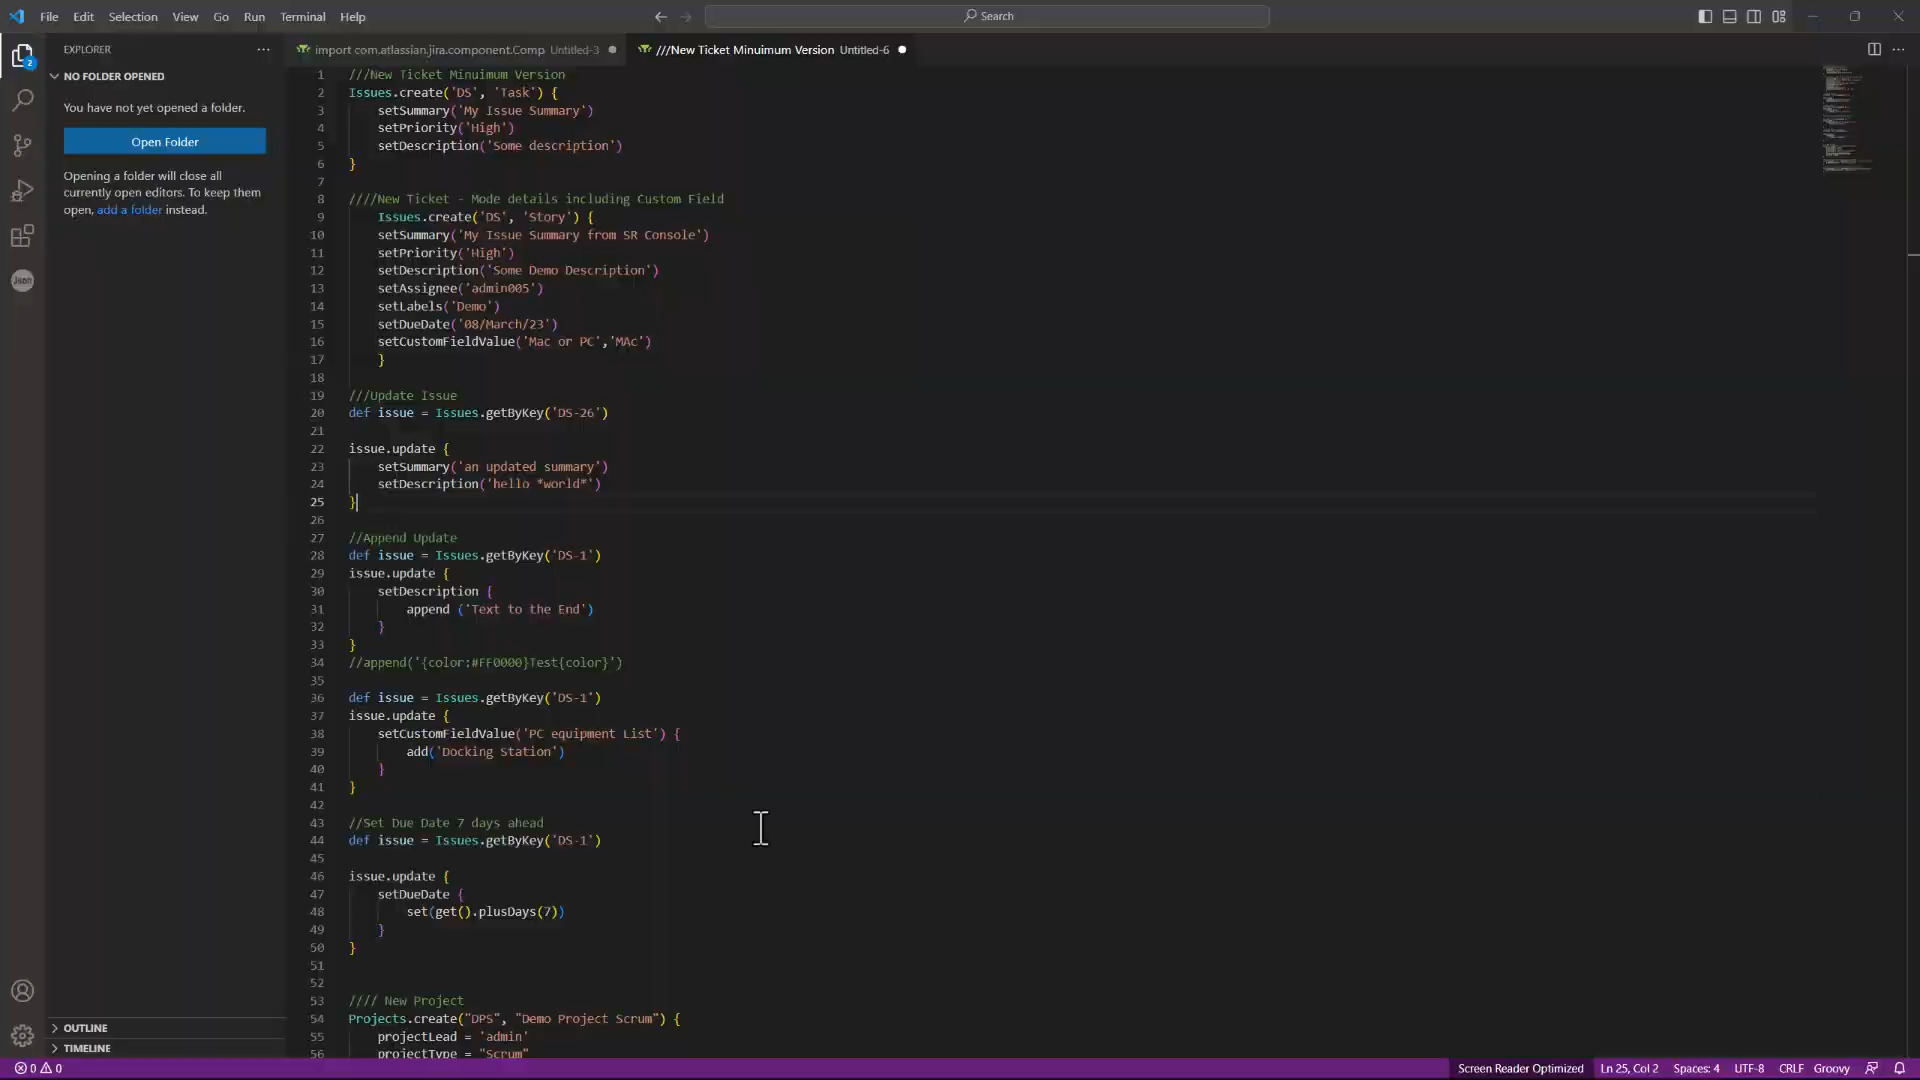 File Edit Selection View Go Run Terminal Help
Search
EXPLORER
2
import com.atlassian.jira.component.Comp Untitled-3
///New Ticket Minuimum Version Untitled-6
NO FOLDER OPENED
You have not yet opened a folder.
Open Folder
Opening a folder will close all
currently open editors. To keep them
open, add a folder instead.
Json
OUTLINE
TIMELINE
1 ///New Ticket Minuimum Version
2 Issues.create('DS', 'Task') {
3 setSummary('My Issue Summary')
4 setPriority('High')
5 setDescription('Some description')
6 }
7
8 ////New Ticket - Mode details including Custom Field
9 Issues.create('DS', 'Story') {
10 setSummary('My Issue Summary from SR Console')
11 setPriority('High')
12 setDescription('Some Demo Description')
13 setAssignee('admin005')
14 setLabels('Demo')
15 setDueDate('08/March/23')
16 setCustomFieldValue('Mac or PC','MAc')
17 }
18
19 ///Update Issue
20 def issue = Issues.getByKey('DS-26')
21
22 issue.update {
23 setSummary('an updated summary')
24 setDescription('hello *world*')
25 }
26
27 //Append Update
28 def issue = Issues.getByKey('DS-1')
29 issue.update {
30 setDescription {
31 append ('Text to the End')
32 }
33 }
34 //append('{color:#FF0000}Test{color}')
35
36 def issue = Issues.getByKey('DS-1')
37 issue.update {
38 setCustomFieldValue('PC equipment List') {
39 add('Docking Station')
40 }
41 }
42
43 //Set Due Date 7 days ahead
44 def issue = Issues.getByKey('DS-1')
45
46 issue.update {
47 setDueDate {
48 set(get().plusDays(7))
49 }
50 }
51
52
53 //// New Project
54 Projects.create("DPS", "Demo Project Scrum") {
55 projectLead = 'admin'
56 projectType = "Scrum"
0 0
Screen Reader Optimized Ln 25, Col 2 Spaces: 4 UTF-8 CRLF Groovy